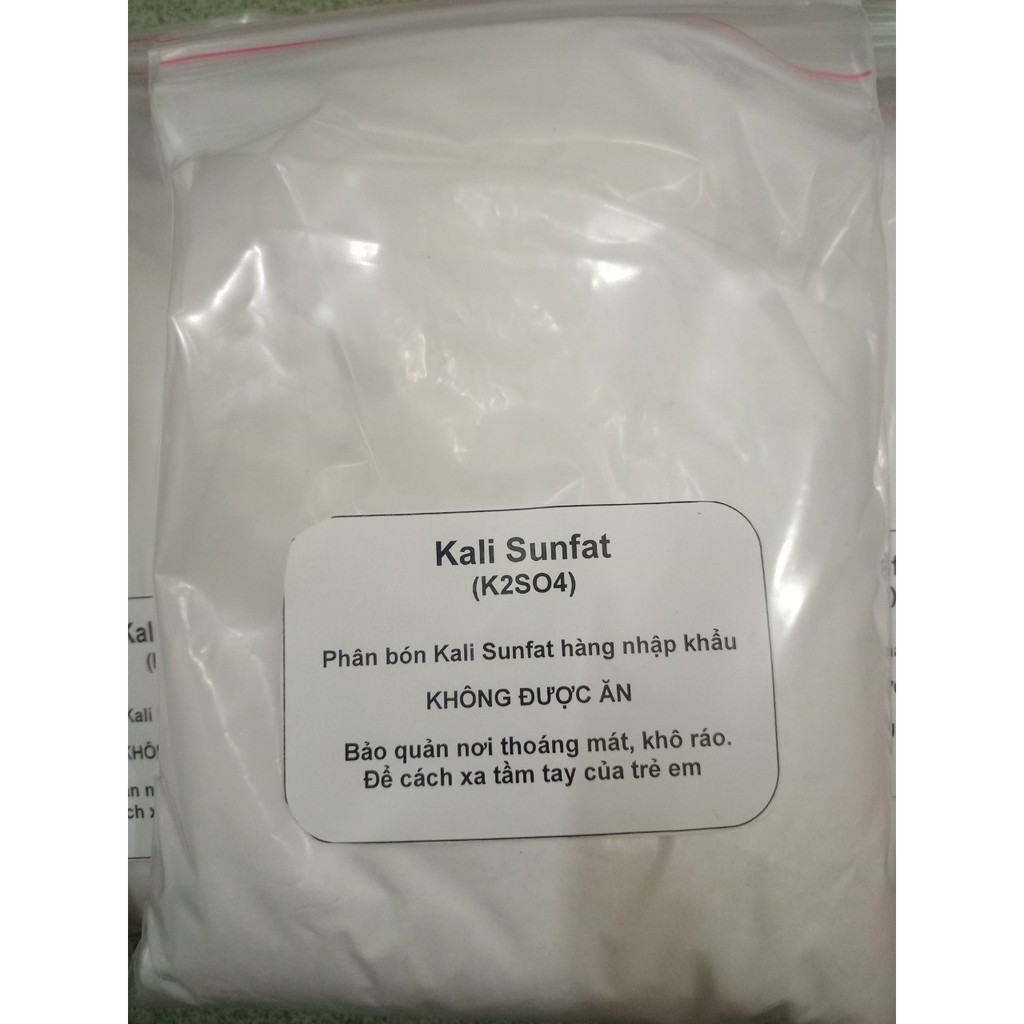 Kali Sunfat
(K2SO4)
Phân bón Kali Sunfat hàng nhập khẩu
KHÔNG ĐƯỢC ĂN
Bảo quản nơi thoáng mát, khô ráo.
Để cách xa tầm tay của trẻ em